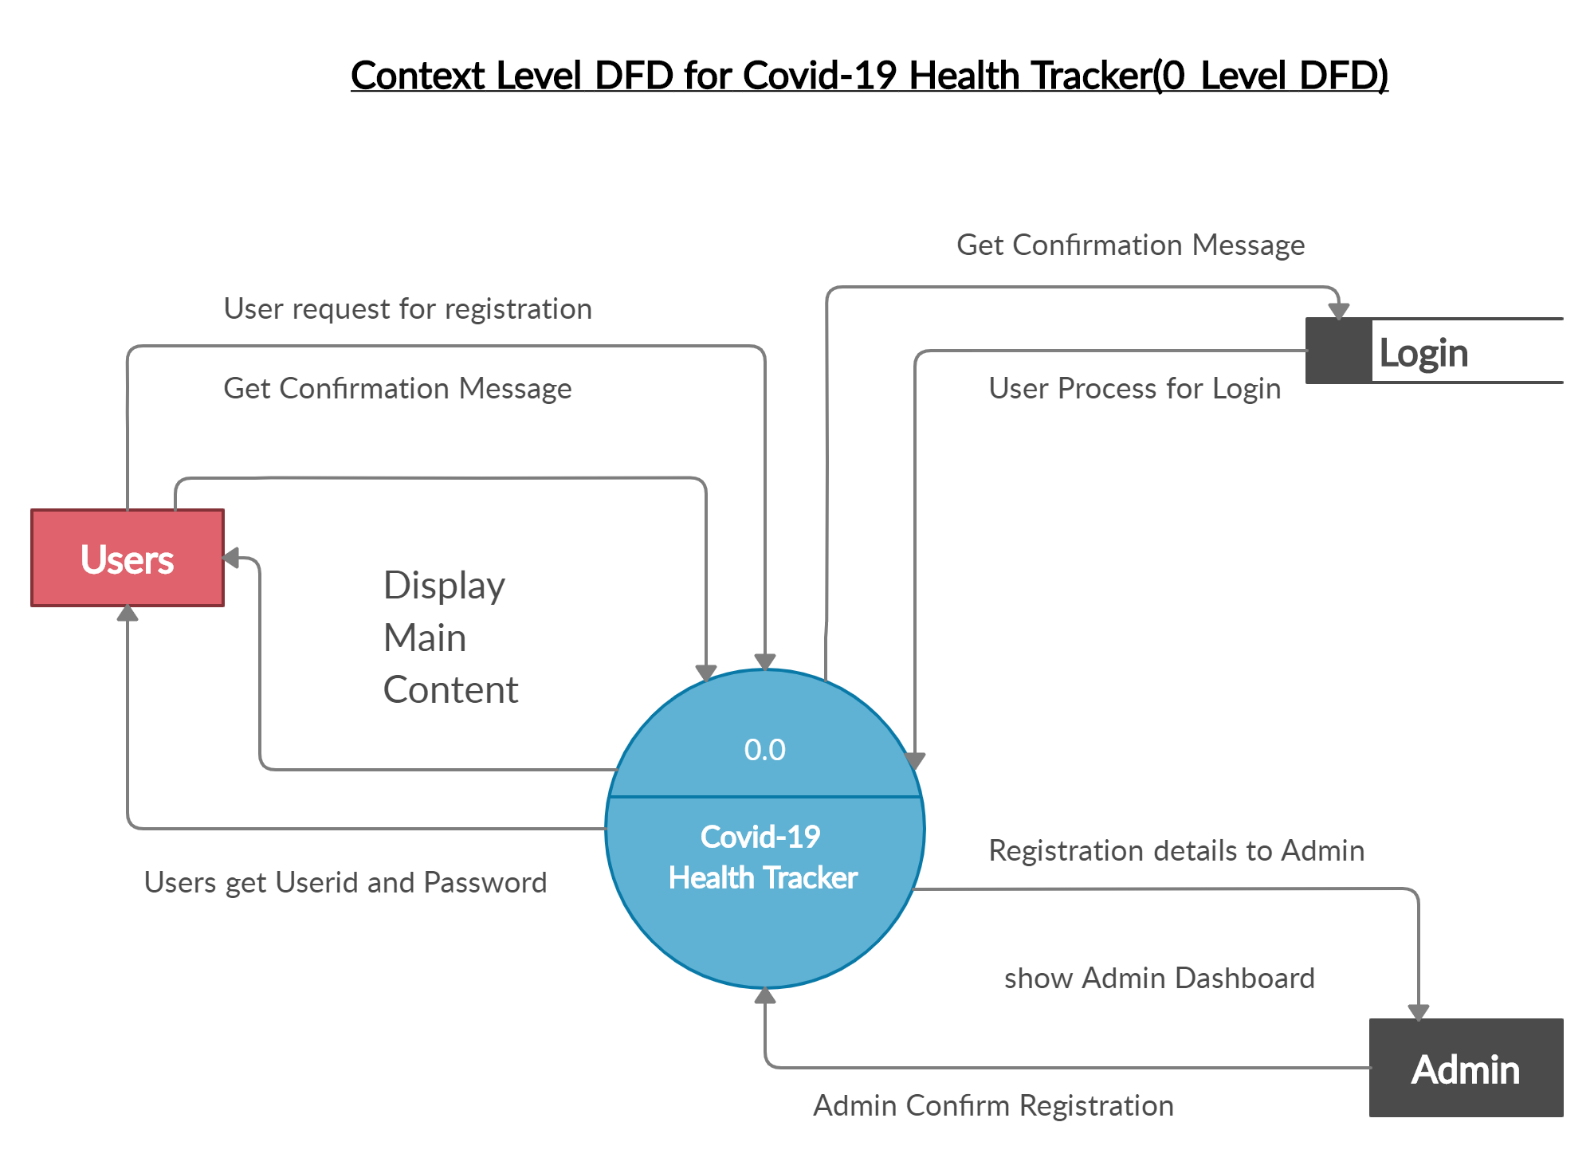 Context Level DFD for Covid-19 Health Tracker(0 Level DFD)
Get Confirmation Message
User request for registration
Login
Get Confirmation Message
User Process for Login
Users
Display
Main
Content
0.0
Covid-19
Health Tracker
Registration details to Admin
Users get Userid and Password
show Admin Dashboard
Admin
Admin Confirm Registration